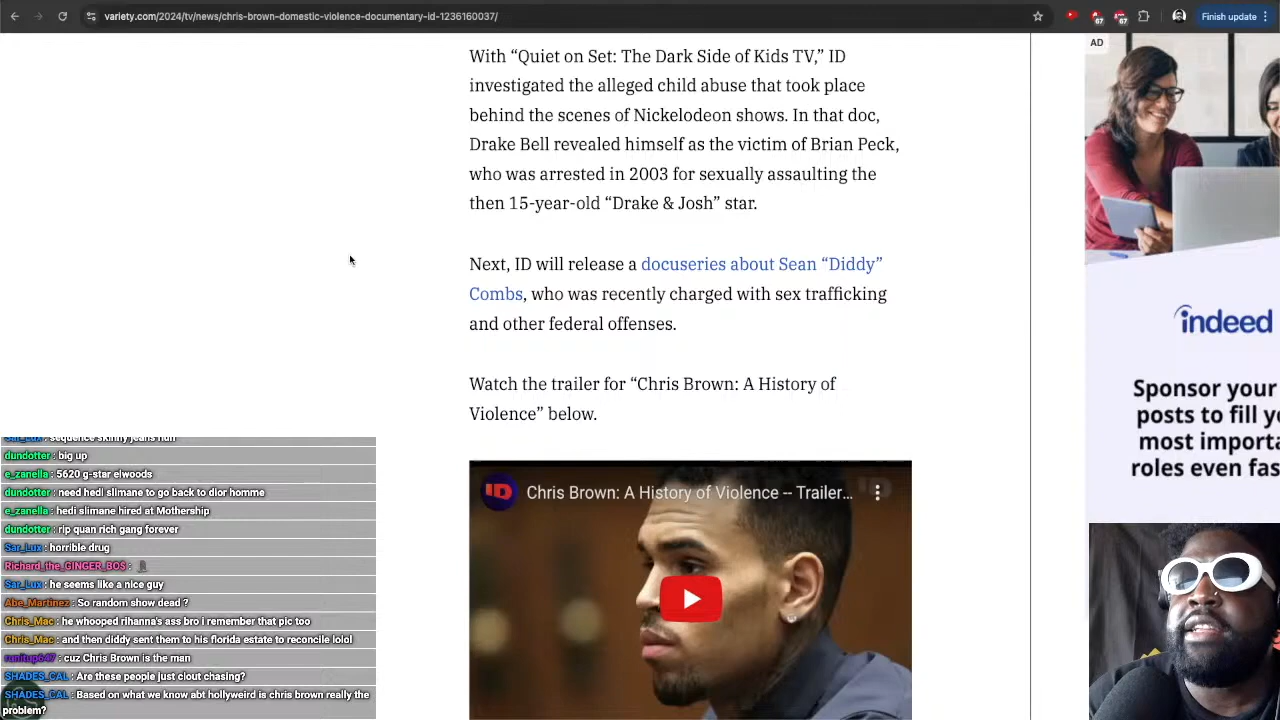 variety.com/2024/tv/news/chris-brown-domestic-violence-documentary-id-1236160037/
67
67
Finish update
With “Quiet on Set: The Dark Side of Kids TV,” ID
investigated the alleged child abuse that took place
behind the scenes of Nickelodeon shows. In that doc,
Drake Bell revealed himself as the victim of Brian Peck,
who was arrested in 2003 for sexually assaulting the
then 15-year-old “Drake & Josh” star.
Next, ID will release a docuseries about Sean “Diddy”
Combs, who was recently charged with sex trafficking
and other federal offenses.
Watch the trailer for “Chris Brown: A History of
Violence” below.
ID
Chris Brown: A History of Violence -- Trailer...
AD
indeed
Sponsor your
posts to fill yo
most importa
roles even fas
Sar_Lux : sequence skinny jeans
dundotter : big up
e_zanella : 5620 g-star elwoods
dundotter : need hedi slimane to go back to dior homme
e_zanella : hedi slimane hired at Mothership
dundotter : rip quan rich gang forever
Sar_Lux : horrible drug
Richard_the_GINGER_BOS :
Sar_Lux : he seems like a nice guy
Abe_Martinez : So random show dead ?
Chris_Mac : he whooped rihanna's ass bro i remember that pic too
Chris_Mac : and then diddy sent them to his florida estate to reconcile lolol
runitup647 : cuz Chris Brown is the man
SHADES_CAL : Are these people just clout chasing?
SHADES_CAL : Based on what we know abt hollyweird is chris brown really the
problem?